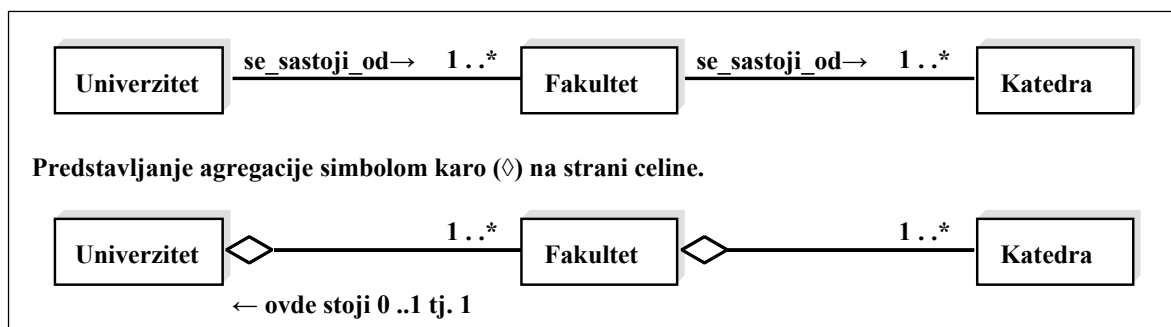 se_sastoji_od→ 1 . .* se_sastoji_od→ 1 . .*
Univerzitet Fakultet Katedra
Predstavljanje agregacije simbolom karo (◊) na strani celine.
1 . .* 1 . .*
Univerzitet Fakultet Katedra
← ovde stoji 0 ..1 tj. 1